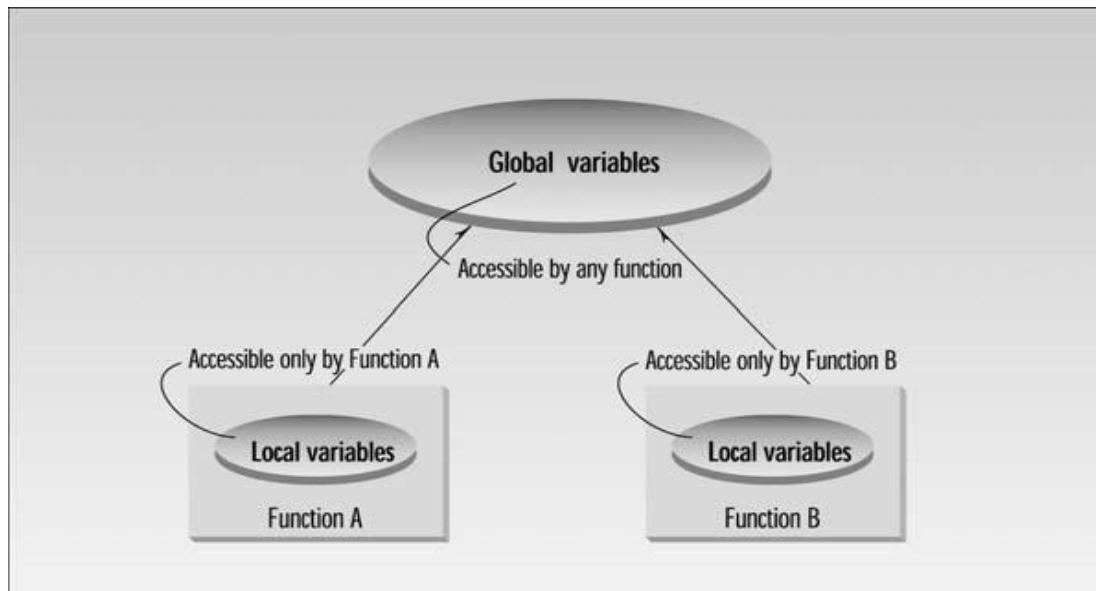 Global variables
Accessible by any function
Accessible only by Function A
Accessible only by Function B
Local variables
Local variables
Function A
Function B